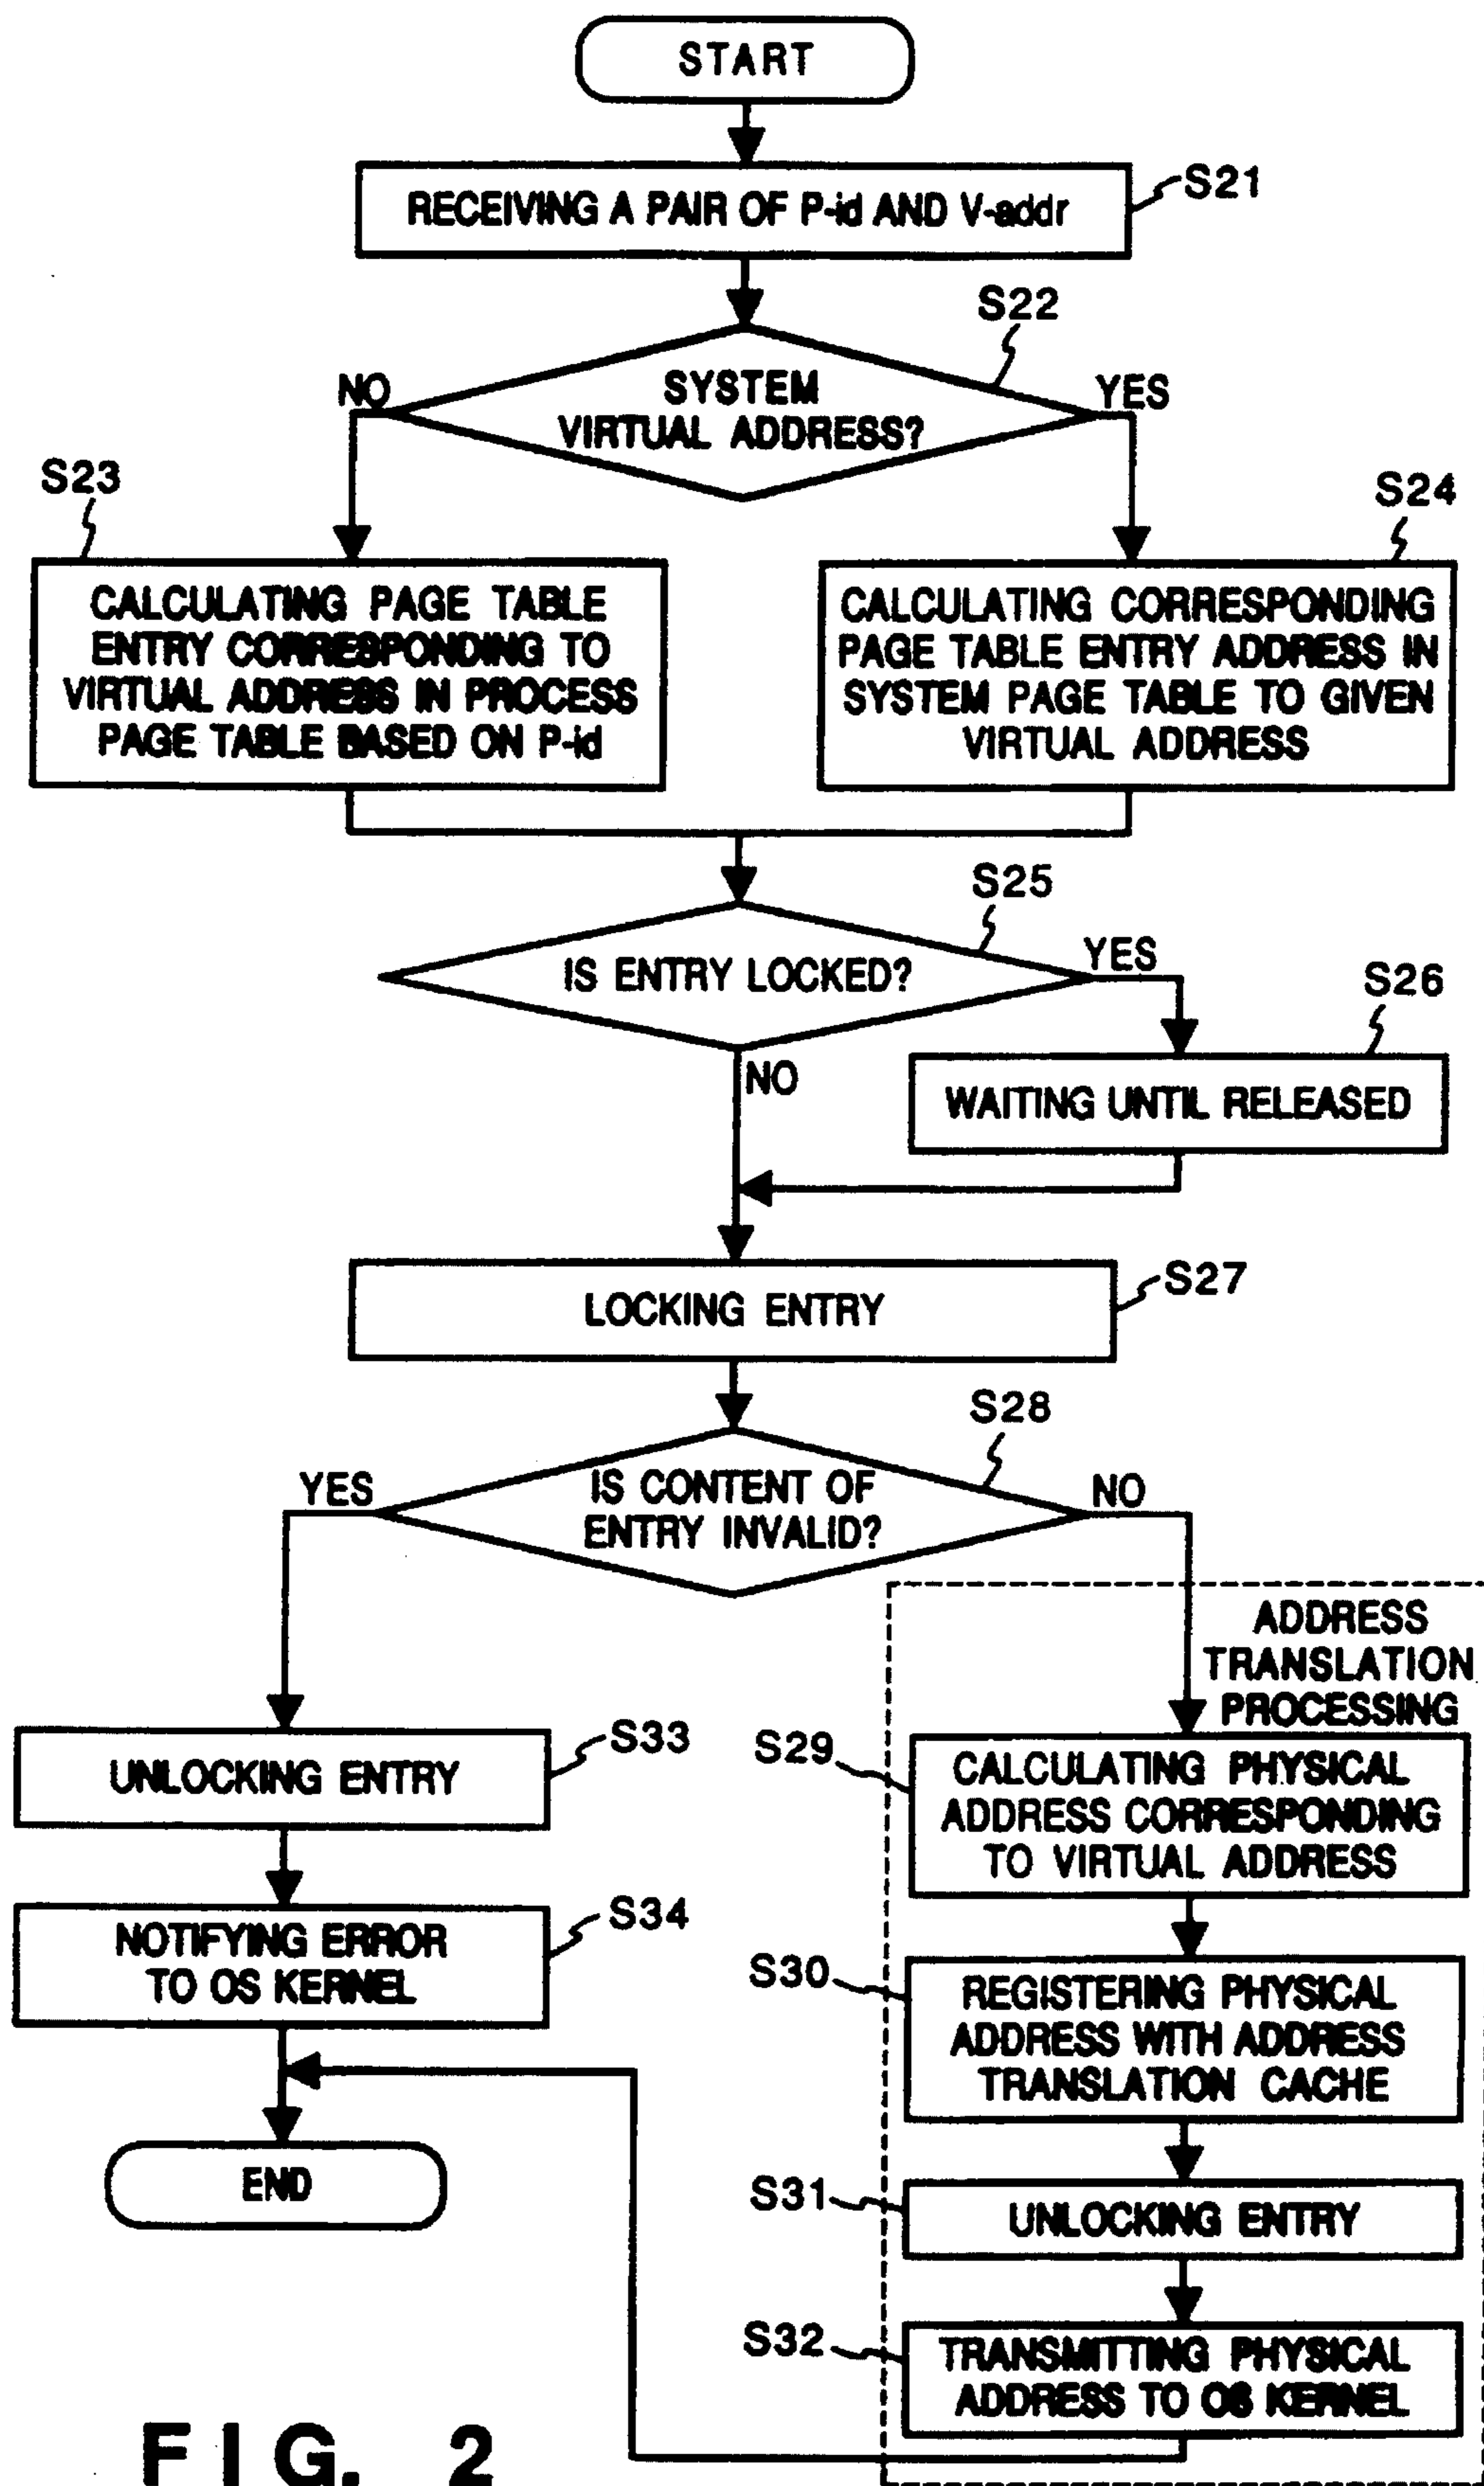 START
RECEIVING A PAIR OF P-id AND V-addr
S21
S22
SYSTEM
VIRTUAL ADDRESS?
NO
YES
S23
CALCULATING PAGE TABLE
ENTRY CORRESPONDING TO
VIRTUAL ADDRESS IN PROCESS
PAGE TABLE BASED ON P-id
S24
CALCULATING CORRESPONDING
PAGE TABLE ENTRY ADDRESS IN
SYSTEM PAGE TABLE TO GIVEN
VIRTUAL ADDRESS
S25
IS ENTRY LOCKED?
YES
NO
S26
WAITING UNTIL RELEASED
LOCKING ENTRY
S27
S28
IS CONTENT OF
ENTRY INVALID?
YES
NO
ADDRESS
TRANSLATION
PROCESSING
UNLOCKING ENTRY
S33
S29
CALCULATING PHYSICAL
ADDRESS CORRESPONDING
TO VIRTUAL ADDRESS
NOTIFYING ERROR
TO OS KERNEL
S34
S30
REGISTERING PHYSICAL
ADDRESS WITH ADDRESS
TRANSLATION CACHE
END
S31
UNLOCKING ENTRY
S32
TRANSMITTING PHYSICAL
ADDRESS TO OS KERNEL
FIG. 2